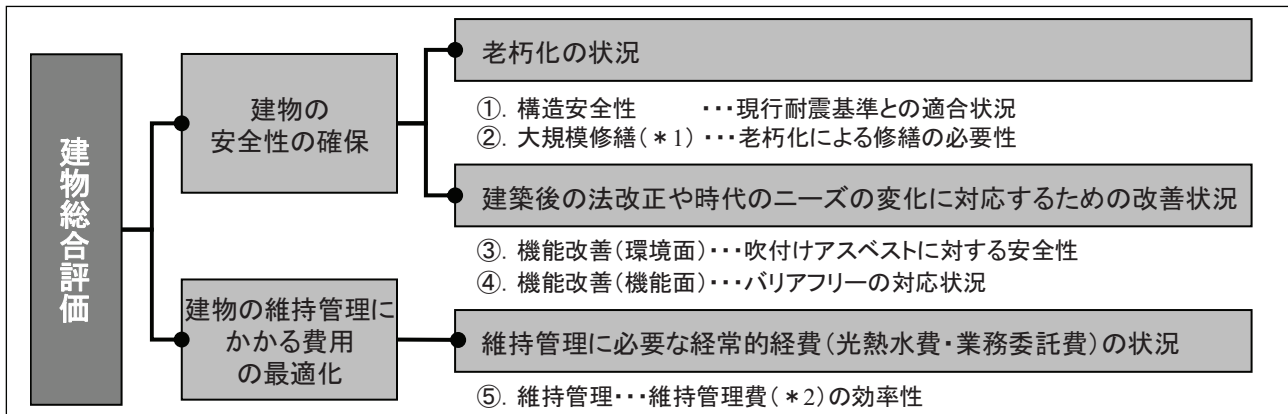 建物総合評価
建物の
安全性の確保
老朽化の状況
①．構造安全性　　・・・現行耐震基準との適合状況
②．大規模修繕（＊1）・・・老朽化による修繕の必要性
建築後の法改正や時代のニーズの変化に対応するための改善状況
③．機能改善（環境面）・・・吹付けアスベストに対する安全性
④．機能改善（機能面）・・・バリアフリーの対応状況
建物の維持管理に
かかる費用
の最適化
維持管理に必要な経常的経費（光熱水費・業務委託費）の状況
⑤．維持管理・・・維持管理費（＊2）の効率性